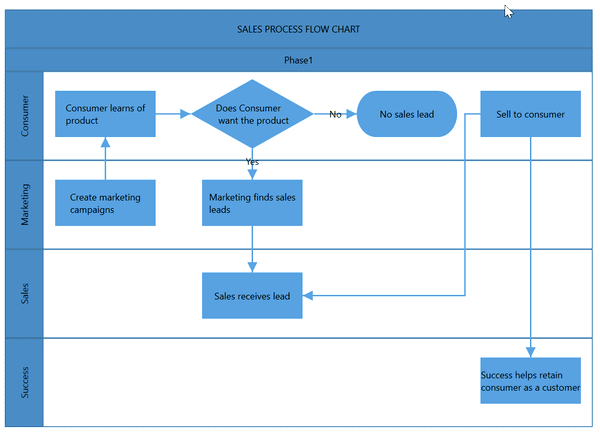 SALES PROCESS FLOW CHART
Phase1
Consumer
Consumer learns of
product
Does Consumer
want the product
No
No sales lead
Sell to consumer
Yes
Marketing
Create marketing
campaigns
Marketing finds sales
leads
Sales
Sales receives lead
Success
Success helps retain
consumer as a customer